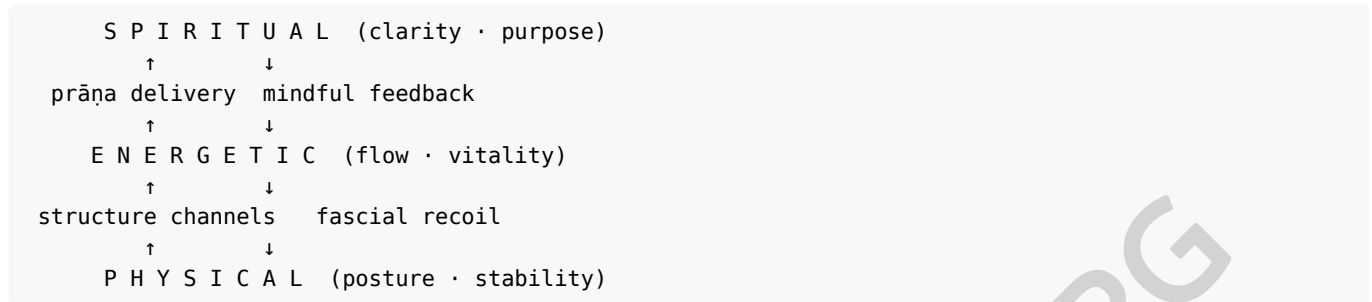 S P I R I T U A L (clarity · purpose)
↑ ↓
prāṇa delivery mindful feedback
↑ ↓
E N E R G E T I C (flow · vitality)
↑ ↓
structure channels fascial recoil
↑ ↓
P H Y S I C A L (posture · stability)